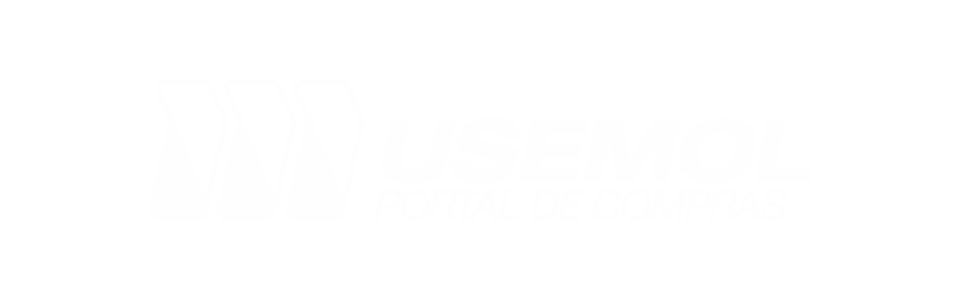 USEMOL
PORTAL DE COMPRAS